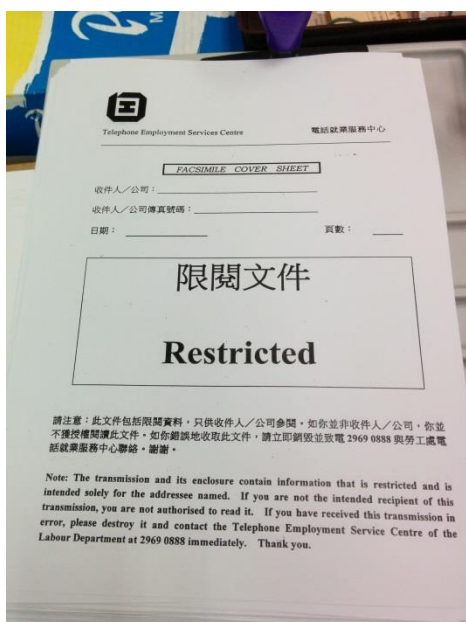 Telephone Employment Services Centre 電話就業服務中心
FACSIMILE COVER SHEET
收件人／公司：
收件人／公司傳真號碼：
日期： 頁數：
限閱文件
Restricted
請注意：此文件包括限閱資料，只供收件人／公司參閱。如你並非收件人／公司，你並
不獲授權閱讀此文件。如你錯誤地收取此文件，請立即銷毀並致電 2969 0888 與勞工處電
話就業服務中心聯絡。謝謝。
Note: The transmission and its enclosure contain information that is restricted and is
intended solely for the addressee named. If you are not the intended recipient of this
transmission, you are not authorised to read it. If you have received this transmission in
error, please destroy it and contact the Telephone Employment Service Centre of the
Labour Department at 2969 0888 immediately. Thank you.